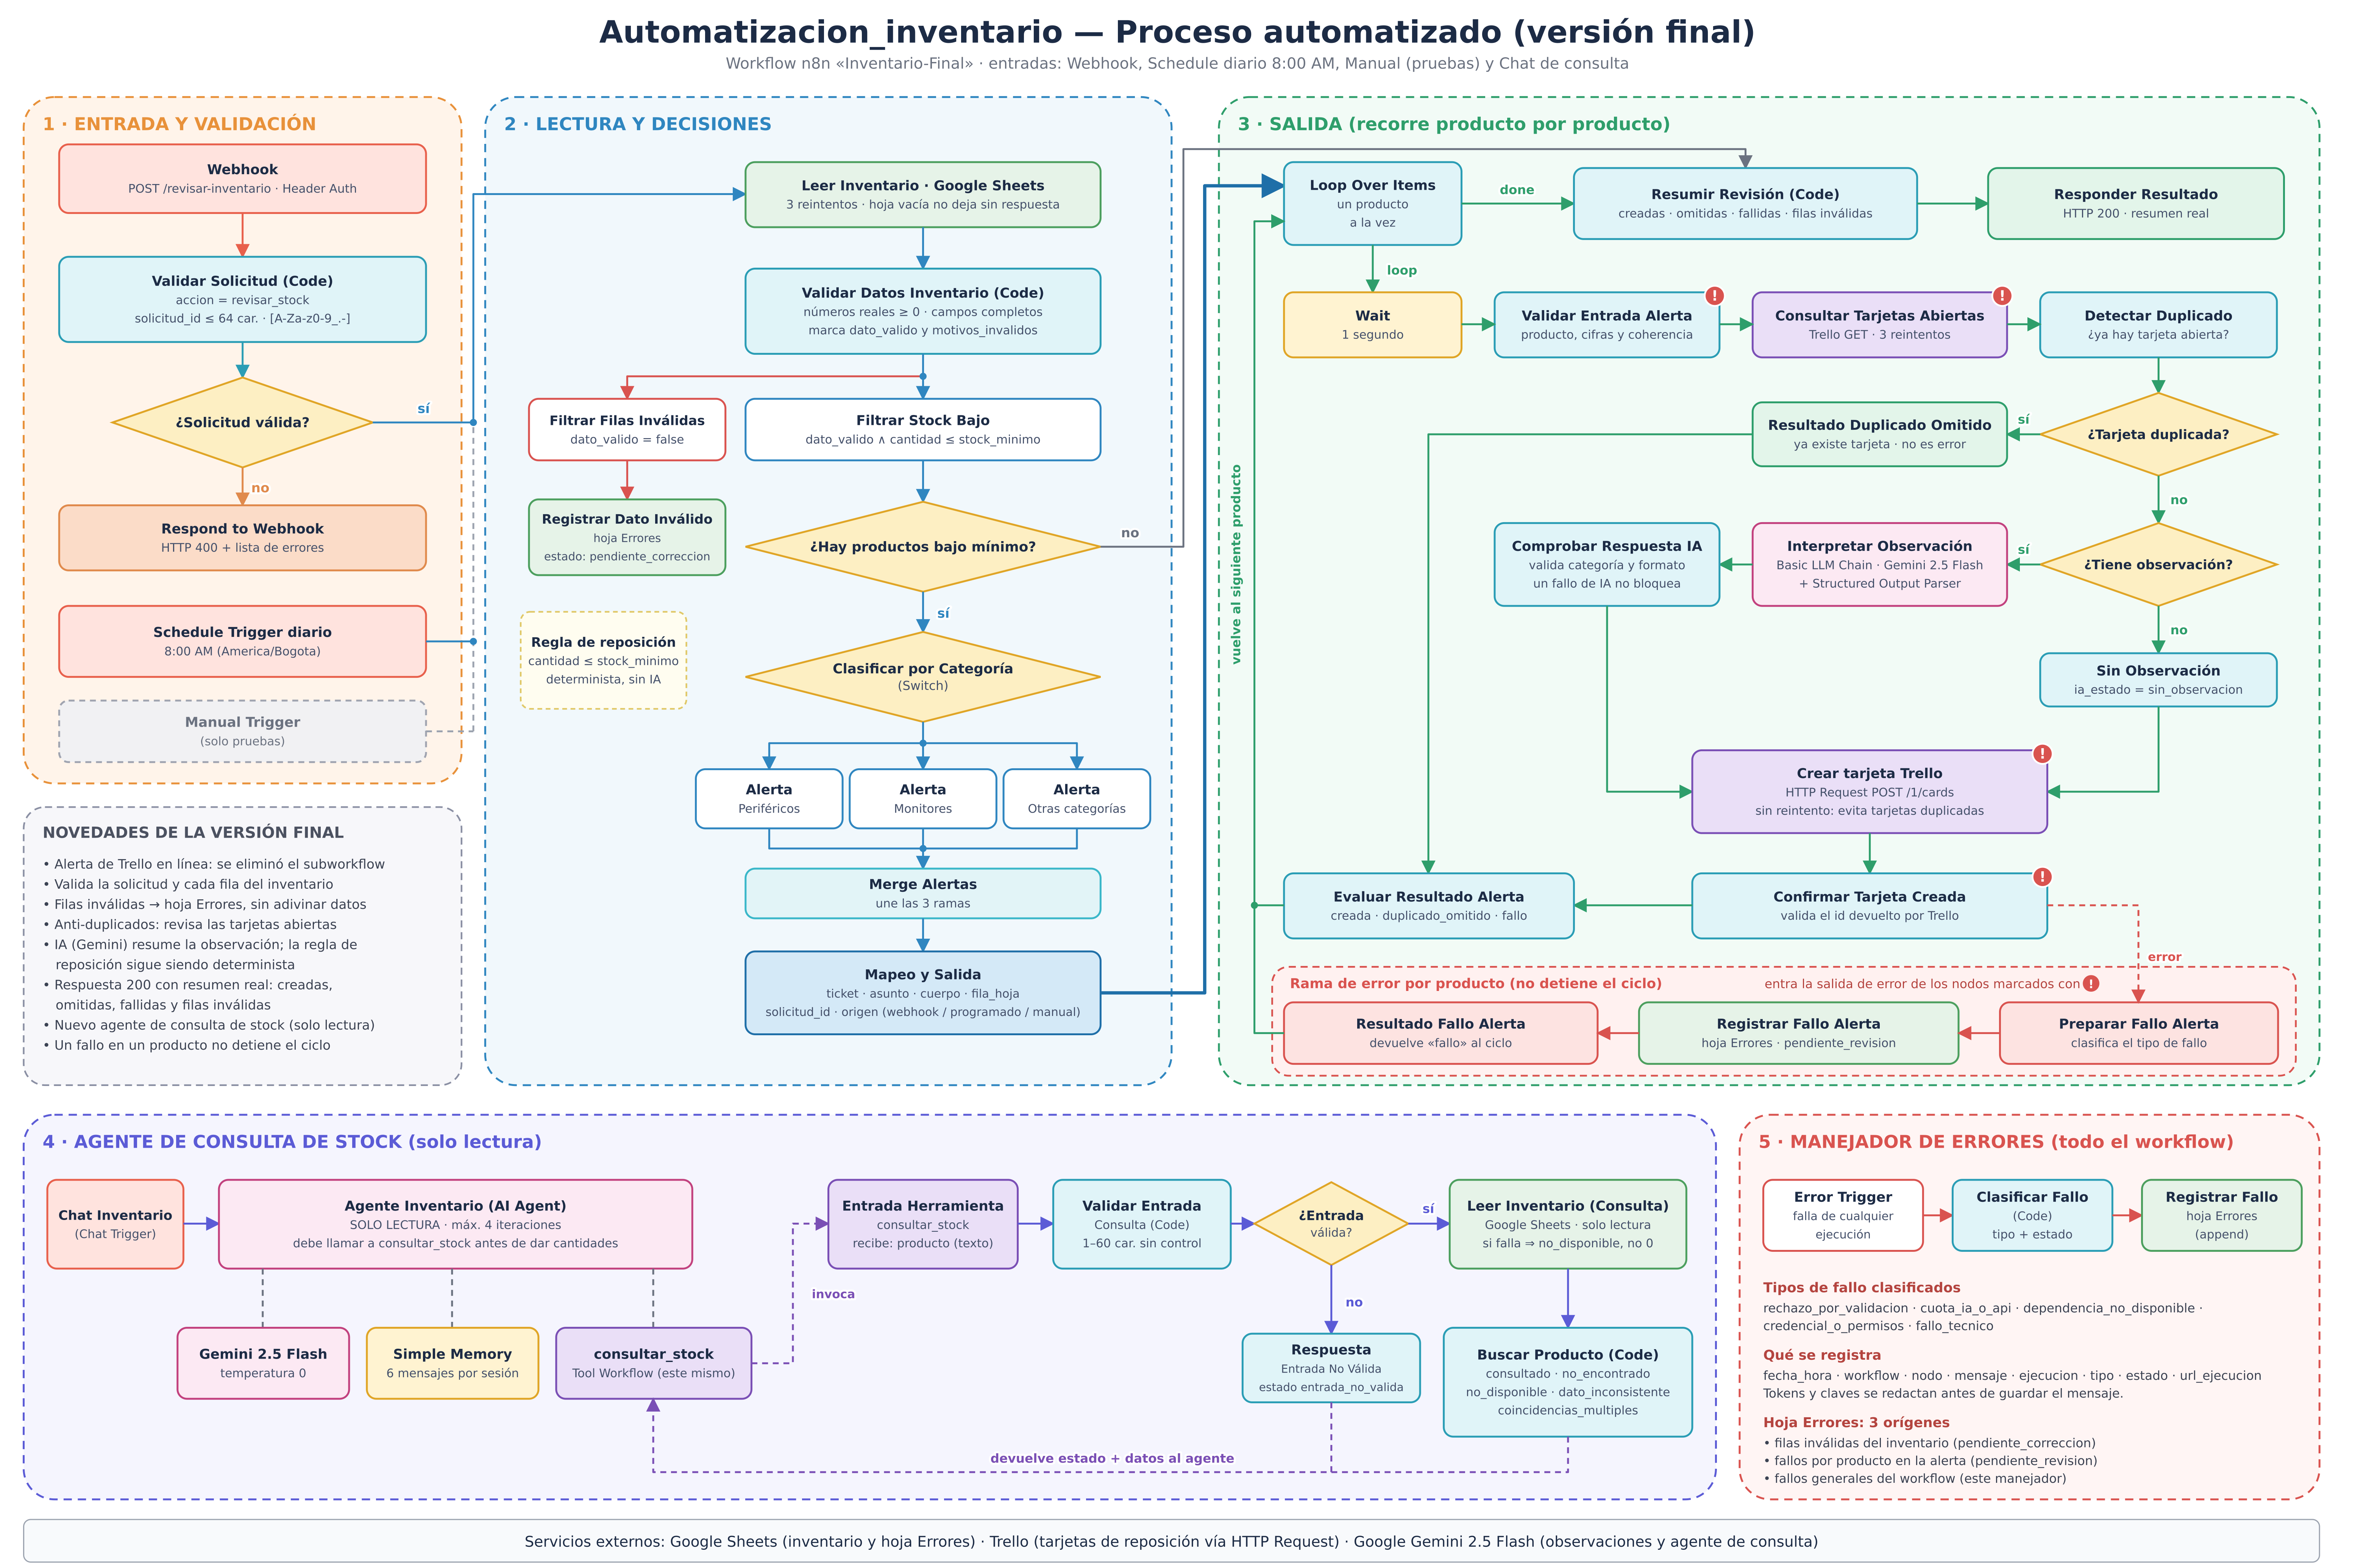 Automatizacion_inventario — Proceso automatizado (versión final)
Workflow n8n «Inventario-Final» · entradas: Webhook, Schedule diario 8:00 AM, Manual (pruebas) y Chat de consulta
1 · ENTRADA Y VALIDACIÓN
Webhook
POST /revisar-inventario · Header Auth
Validar Solicitud (Code)
accion = revisar_stock
solicitud_id ≤ 64 car. · [A-Za-z0-9_.-]
¿Solicitud válida?
sí
no
Respond to Webhook
HTTP 400 + lista de errores
Schedule Trigger diario
8:00 AM (America/Bogota)
Manual Trigger
(solo pruebas)
NOVEDADES DE LA VERSIÓN FINAL
• Alerta de Trello en línea: se eliminó el subworkflow
• Valida la solicitud y cada fila del inventario
• Filas inválidas → hoja Errores, sin adivinar datos
• Anti-duplicados: revisa las tarjetas abiertas
• IA (Gemini) resume la observación; la regla de
reposición sigue siendo determinista
• Respuesta 200 con resumen real: creadas,
omitidas, fallidas y filas inválidas
• Nuevo agente de consulta de stock (solo lectura)
• Un fallo en un producto no detiene el ciclo
2 · LECTURA Y DECISIONES
Leer Inventario · Google Sheets
3 reintentos · hoja vacía no deja sin respuesta
Validar Datos Inventario (Code)
números reales ≥ 0 · campos completos
marca dato_valido y motivos_invalidos
Filtrar Filas Inválidas
dato_valido = false
Filtrar Stock Bajo
dato_valido ∧ cantidad ≤ stock_minimo
Registrar Dato Inválido
hoja Errores
estado: pendiente_correccion
¿Hay productos bajo mínimo?
no
sí
Regla de reposición
cantidad ≤ stock_minimo
determinista, sin IA
Clasificar por Categoría
(Switch)
Alerta
Periféricos
Alerta
Monitores
Alerta
Otras categorías
Merge Alertas
une las 3 ramas
Mapeo y Salida
ticket · asunto · cuerpo · fila_hoja
solicitud_id · origen (webhook / programado / manual)
3 · SALIDA (recorre producto por producto)
Loop Over Items
un producto
a la vez
done
Resumir Revisión (Code)
creadas · omitidas · fallidas · filas inválidas
Responder Resultado
HTTP 200 · resumen real
loop
Wait
1 segundo
Validar Entrada Alerta
producto, cifras y coherencia
!
Consultar Tarjetas Abiertas
Trello GET · 3 reintentos
!
Detectar Duplicado
¿ya hay tarjeta abierta?
¿Tarjeta duplicada?
sí
Resultado Duplicado Omitido
ya existe tarjeta · no es error
no
¿Tiene observación?
sí
Interpretar Observación
Basic LLM Chain · Gemini 2.5 Flash
+ Structured Output Parser
Comprobar Respuesta IA
valida categoría y formato
un fallo de IA no bloquea
no
Sin Observación
ia_estado = sin_observacion
vuelve al siguiente producto
Crear tarjeta Trello
HTTP Request POST /1/cards
sin reintento: evita tarjetas duplicadas
!
Evaluar Resultado Alerta
creada · duplicado_omitido · fallo
Confirmar Tarjeta Creada
valida el id devuelto por Trello
!
error
Rama de error por producto (no detiene el ciclo)
entra la salida de error de los nodos marcados con !
Resultado Fallo Alerta
devuelve «fallo» al ciclo
Registrar Fallo Alerta
hoja Errores · pendiente_revision
Preparar Fallo Alerta
clasifica el tipo de fallo
4 · AGENTE DE CONSULTA DE STOCK (solo lectura)
Chat Inventario
(Chat Trigger)
Agente Inventario (AI Agent)
SOLO LECTURA · máx. 4 iteraciones
debe llamar a consultar_stock antes de dar cantidades
Gemini 2.5 Flash
temperatura 0
Simple Memory
6 mensajes por sesión
consultar_stock
Tool Workflow (este mismo)
invoca
Entrada Herramienta
consultar_stock
recibe: producto (texto)
Validar Entrada
Consulta (Code)
1–60 car. sin control
¿Entrada
válida?
sí
no
Leer Inventario (Consulta)
Google Sheets · solo lectura
si falla ⇒ no_disponible, no 0
Respuesta
Entrada No Válida
estado entrada_no_valida
Buscar Producto (Code)
consultado · no_encontrado
no_disponible · dato_inconsistente
coincidencias_multiples
devuelve estado + datos al agente
5 · MANEJADOR DE ERRORES (todo el workflow)
Error Trigger
falla de cualquier
ejecución
Clasificar Fallo
(Code)
tipo + estado
Registrar Fallo
hoja Errores
(append)
Tipos de fallo clasificados
rechazo_por_validacion · cuota_ia_o_api · dependencia_no_disponible ·
credencial_o_permisos · fallo_tecnico
Qué se registra
fecha_hora · workflow · nodo · mensaje · ejecucion · tipo · estado · url_ejecucion
Tokens y claves se redactan antes de guardar el mensaje.
Hoja Errores: 3 orígenes
• filas inválidas del inventario (pendiente_correccion)
• fallos por producto en la alerta (pendiente_revision)
• fallos generales del workflow (este manejador)
Servicios externos: Google Sheets (inventario y hoja Errores) · Trello (tarjetas de reposición vía HTTP Request) · Google Gemini 2.5 Flash (observaciones y agente de consulta)